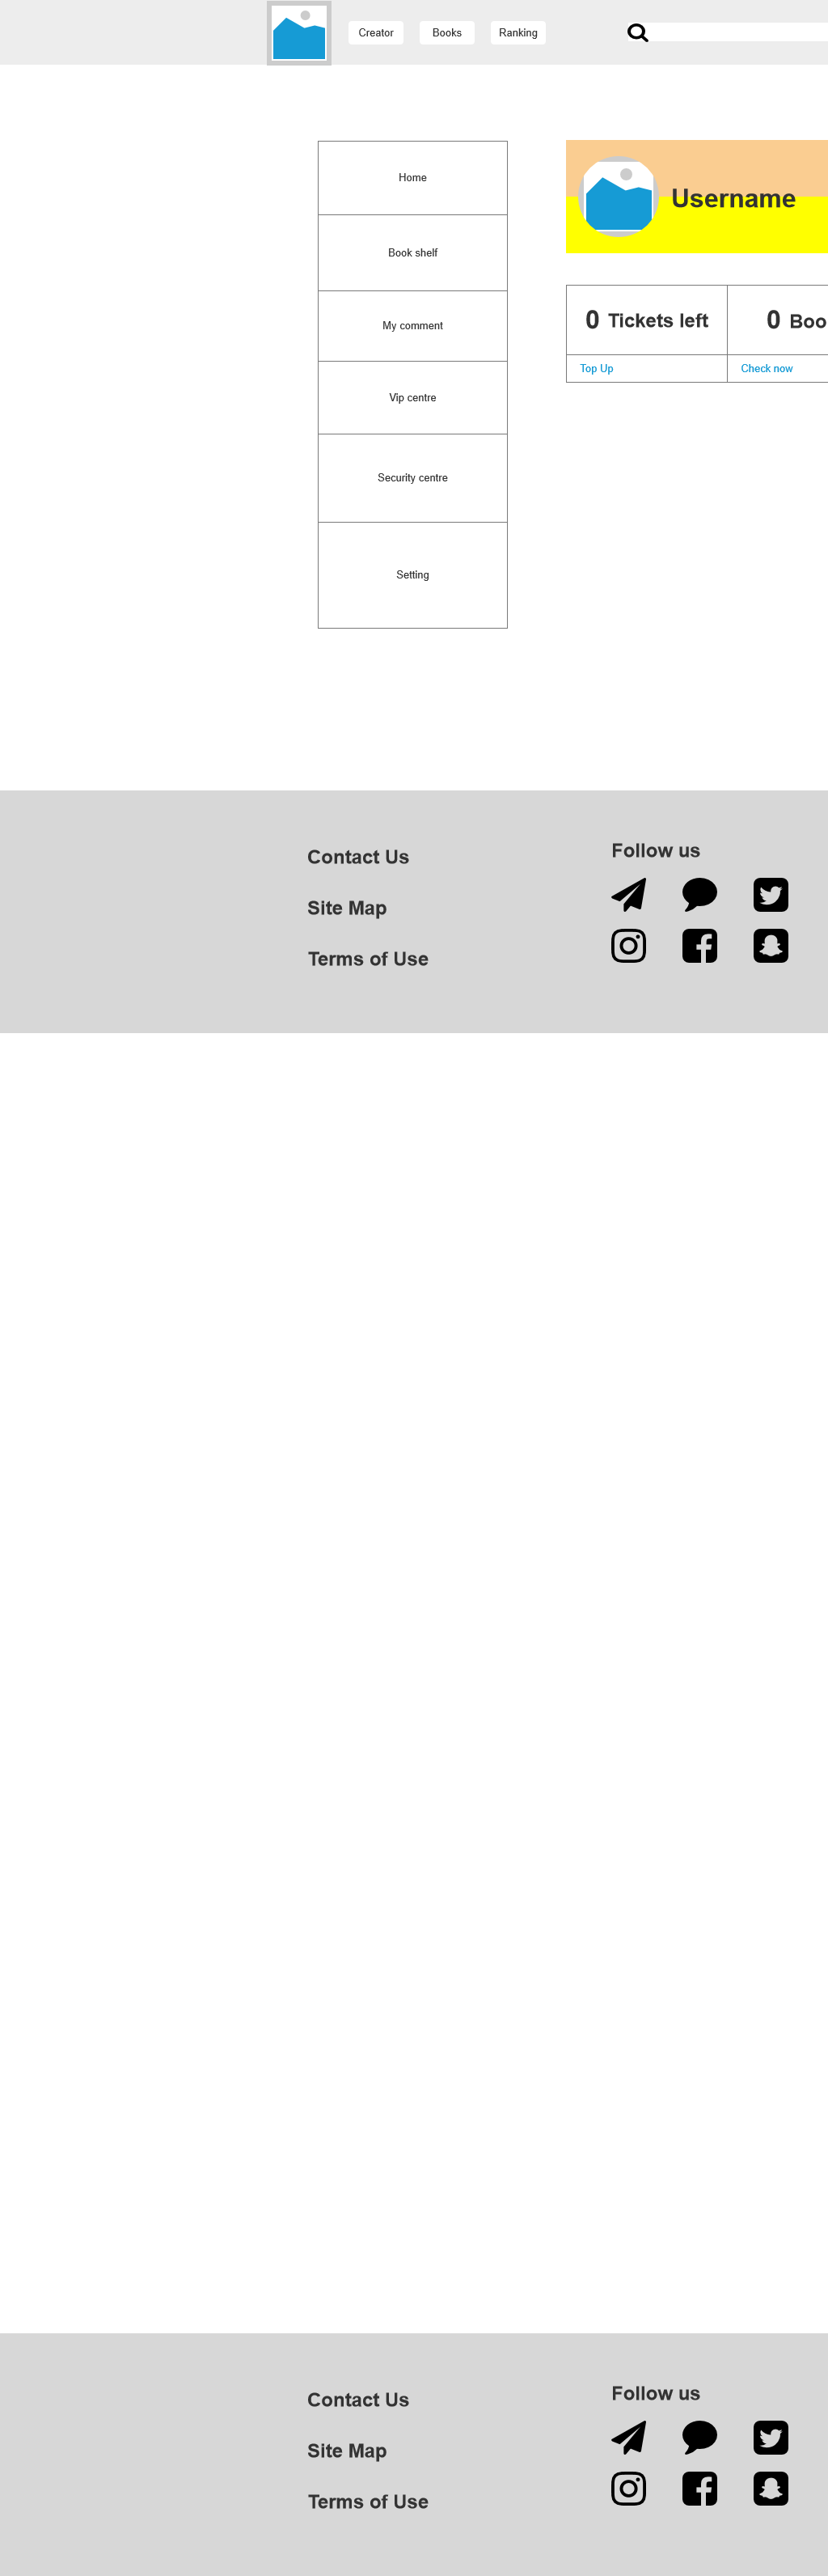 Creator Books Ranking
Home
Book shelf
My comment
Vip centre
Security centre
Setting
Username
0 Tickets left
0 Boo
Top Up
Check now
Contact Us
Site Map
Terms of Use
Follow us
Contact Us
Site Map
Terms of Use
Follow us